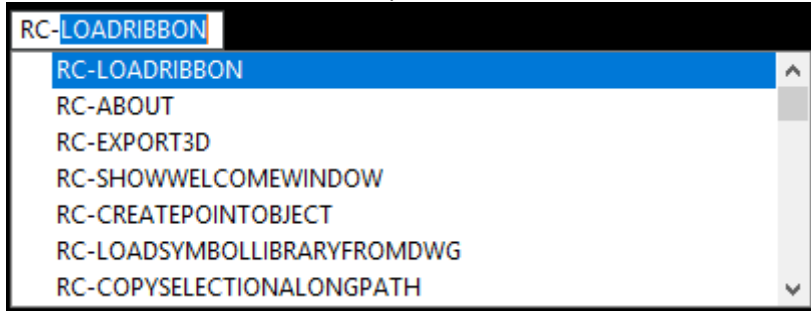 RC-LOADRIBBON
RC-LOADRIBBON
RC-ABOUT
RC-EXPORT3D
RC-SHOWWELCOMEWINDOW
RC-CREATEPOINTOBJECT
RC-LOADSYMBOLLIBRARYFROMDWG
RC-COPYSELECTIONALONGPATH